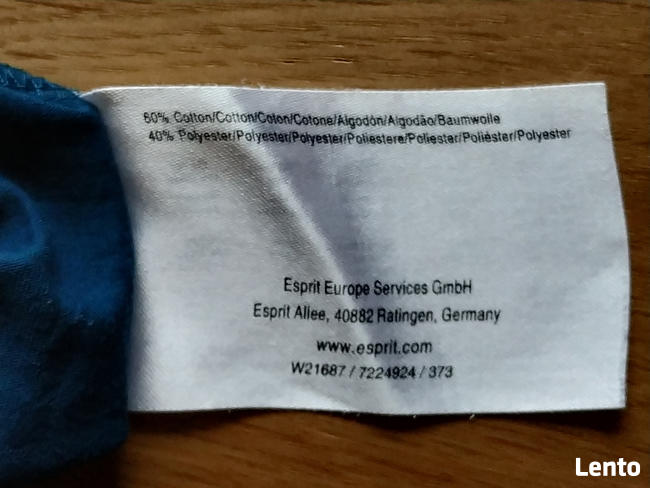 60% Cotton/Cotton/Coton/Cotone/Algodón/Algodão/Baumwolle
40% Polyester/Polyester/Polyester/Poliestere/Poliester/Poliéster/Polyester
Esprit Europe Services GmbH
Esprit Allee, 40882 Ratingen, Germany
www.esprit.com
W21687 / 7224924 / 373
Lento